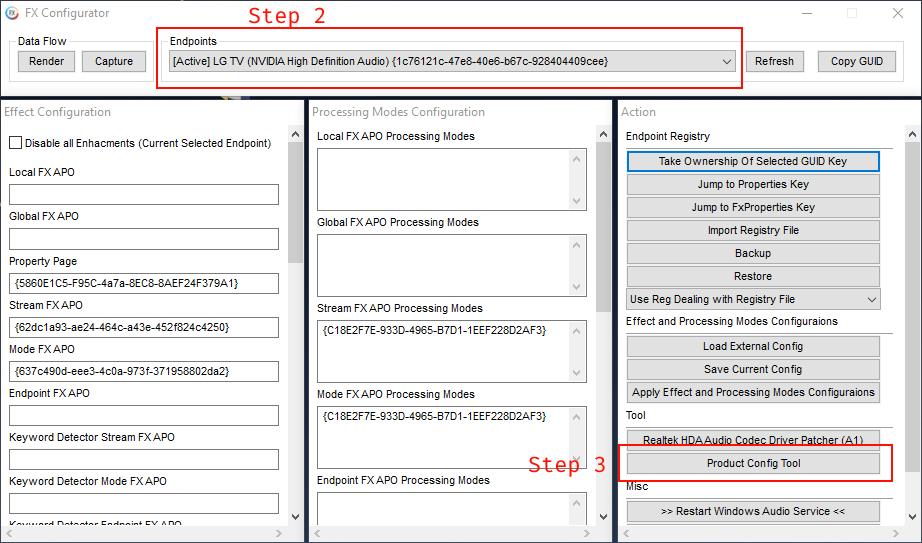 FX Configurator
Step 2
Data Flow
Render
Capture
Endpoints
[Active] LG TV (NVIDIA High Definition Audio) {1c76121c-47e8-40e6-b67c-928404409cee}
Refresh
Copy GUID
Effect Configuration
Disable all Enhacments (Current Selected Endpoint)
Local FX APO
Global FX APO
Property Page
{5860E1C5-F95C-4a7a-8EC8-8AEF24F379A1}
Stream FX APO
{62dc1a93-ae24-464c-a43e-452f824c4250}
Mode FX APO
{637c490d-eee3-4c0a-973f-371958802da2}
Endpoint FX APO
Keyword Detector Stream FX APO
Keyword Detector Mode FX APO
Keyword Detector Endpoint FX APO
Processing Modes Configuration
Local FX APO Processing Modes
Global FX APO Processing Modes
Stream FX APO Processing Modes
{C18E2F7E-933D-4965-B7D1-1EEF228D2AF3}
Mode FX APO Processing Modes
{C18E2F7E-933D-4965-B7D1-1EEF228D2AF3}
Step 3
Endpoint FX APO Processing Modes
Action
Endpoint Registry
Take Ownership Of Selected GUID Key
Jump to Properties Key
Jump to FxProperties Key
Import Registry File
Backup
Restore
Use Reg Dealing with Registry File
Effect and Processing Modes Configuraions
Load External Config
Save Current Config
Apply Effect and Processing Modes Configuraions
Tool
Realtek HDA Audio Codec Driver Patcher (A1)
Product Config Tool
Misc
>> Restart Windows Audio Service <<